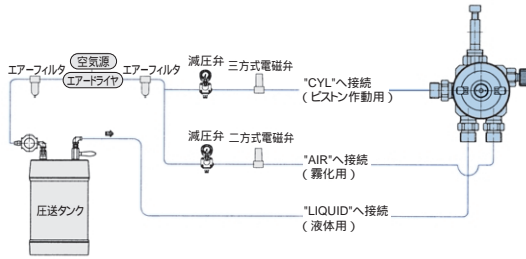 エアーフィルタ
空気源
エアードライヤ
エアーフィルタ
減圧弁
三方式電磁弁
"CYL"へ接続
(ピストン作動用)
減圧弁
二方式電磁弁
"AIR"へ接続
(霧化用)
圧送タンク
"LIQUID"へ接続
(液体用)